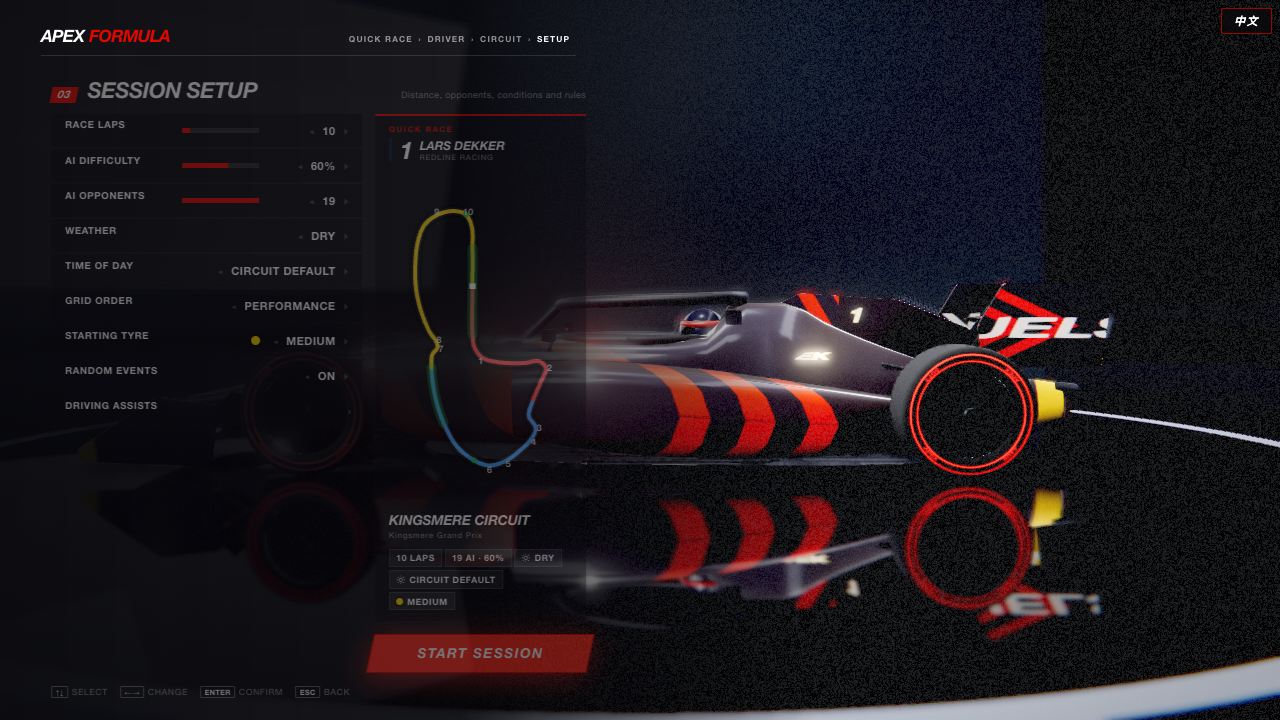 APEX FORMULA
QUICK RACE › DRIVER › CIRCUIT › SETUP
中文
03 SESSION SETUP
Distance, opponents, conditions and rules
RACE LAPS 10
AI DIFFICULTY 60%
AI OPPONENTS 19
WEATHER DRY
TIME OF DAY CIRCUIT DEFAULT
GRID ORDER PERFORMANCE
STARTING TYRE MEDIUM
RANDOM EVENTS ON
DRIVING ASSISTS
QUICK RACE
1 LARS DEKKER
REDLINE RACING
9 10
8
7
1
2
3
4
5
6
1
KINGSMERE CIRCUIT
Kingsmere Grand Prix
10 LAPS 19 AI · 60% DRY
CIRCUIT DEFAULT
MEDIUM
START SESSION
↑↓ SELECT ←→ CHANGE ENTER CONFIRM ESC BACK